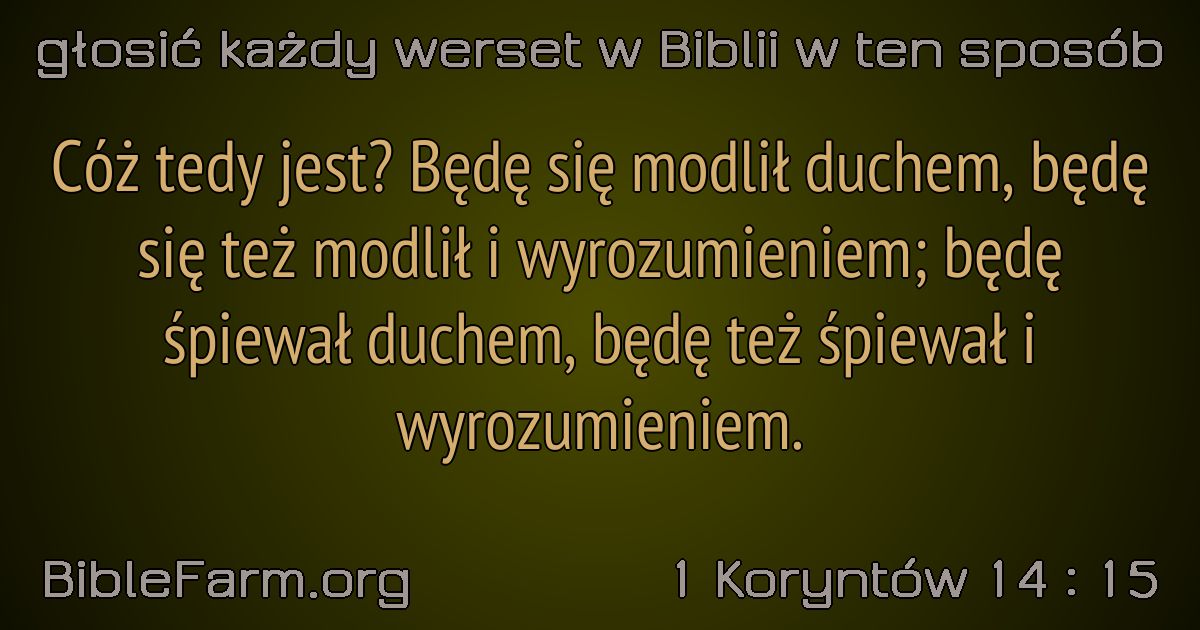 głosić każdy werset w Biblii w ten sposób
Cóż tedy jest? Będę się modlił duchem, będę
się też modlił i wyrozumieniem; będę
śpiewał duchem, będę też śpiewał i
wyrozumieniem.
BibleFarm.org
1 Koryntów 14 : 15